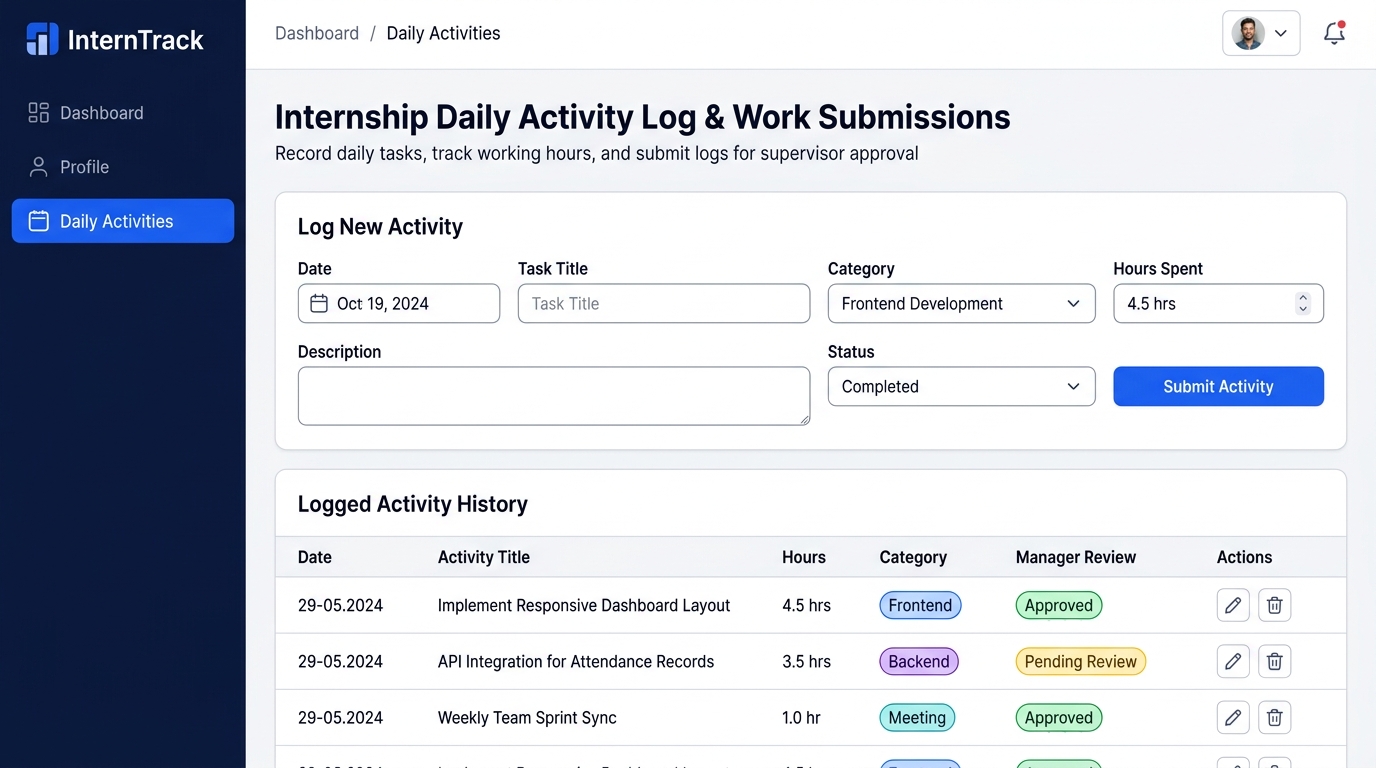 InternTrack
Dashboard
Profile
Daily Activities
Dashboard / Daily Activities
Internship Daily Activity Log & Work Submissions
Record daily tasks, track working hours, and submit logs for supervisor approval
Log New Activity
Date Task Title Category Hours Spent
Oct 19, 2024 Task Title Frontend Development 4.5 hrs
Description Status
Completed Submit Activity
Logged Activity History
Date Activity Title Hours Category Manager Review Actions
29-05.2024 Implement Responsive Dashboard Layout 4.5 hrs Frontend Approved
29-05.2024 API Integration for Attendance Records 3.5 hrs Backend Pending Review
29-05.2024 Weekly Team Sprint Sync 1.0 hr Meeting Approved